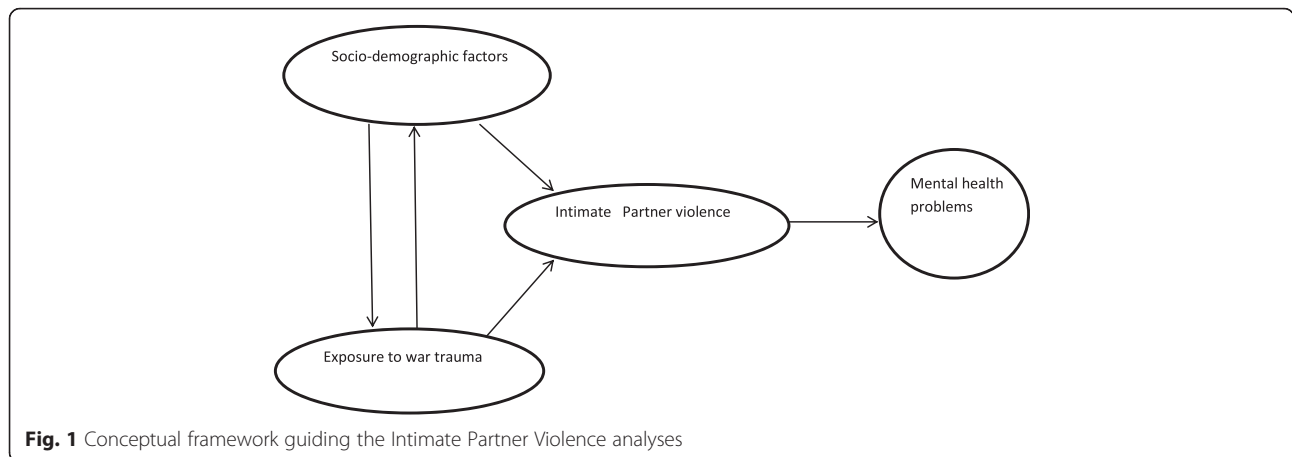 Socio-demographic factors
Intimate Partner violence
Mental health
problems
Exposure to war trauma
Fig. 1 Conceptual framework guiding the Intimate Partner Violence analyses